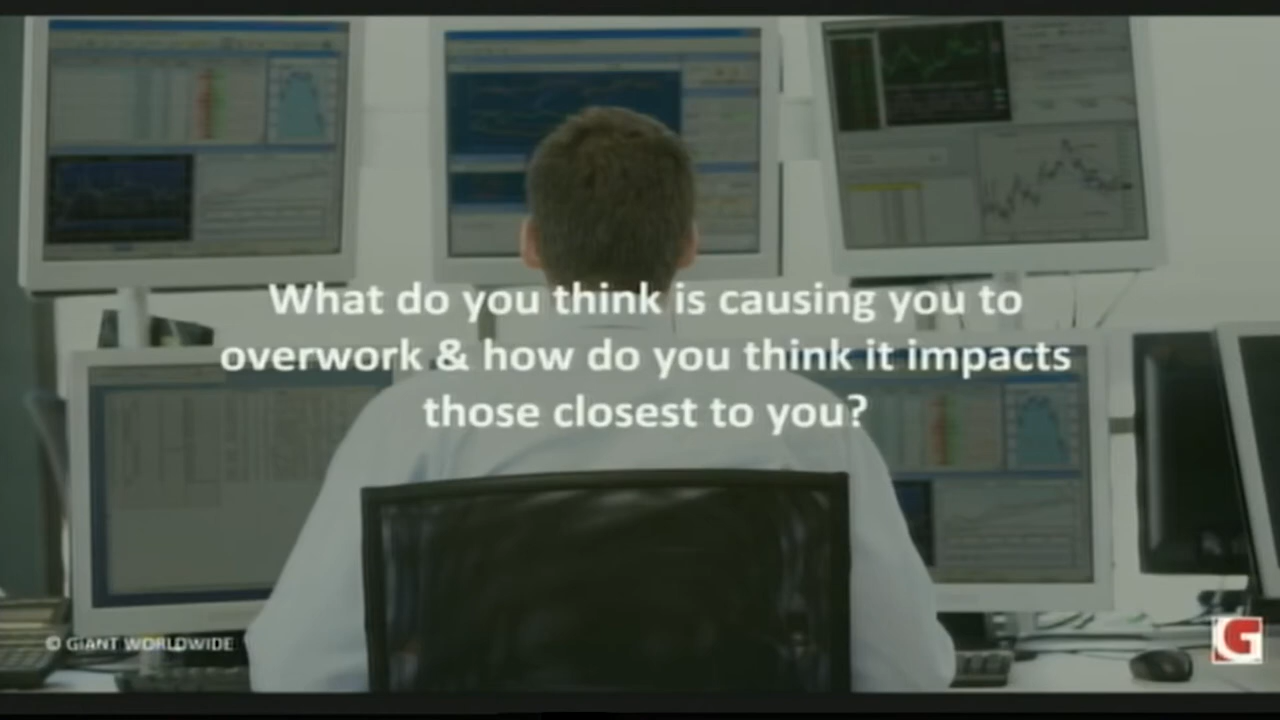 What do you think is causing you to
overwork & how do you think it impacts
those closest to you?
© GIANT WORLDWIDE
G